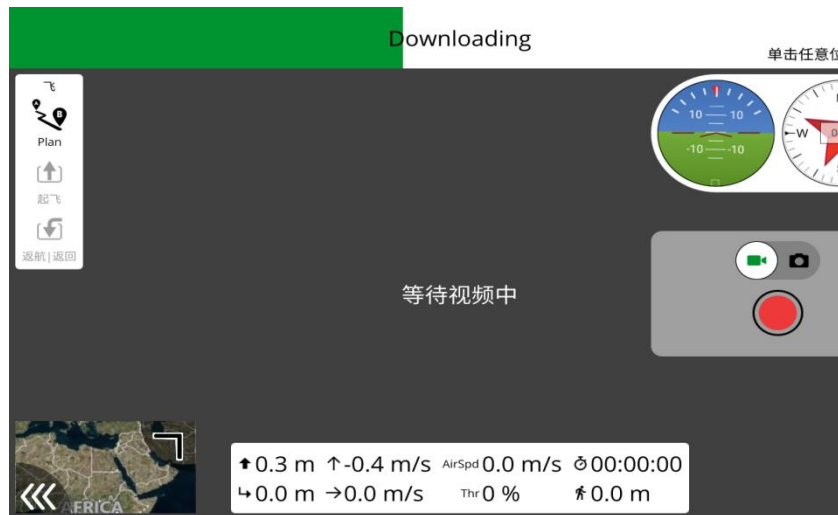 Downloading
单击任意位
飞
Plan
起飞
返航|返回
10 10
-10 -10
W
等待视频中
AFRICA
0.3 m -0.4 m/s AirSpd 0.0 m/s 00:00:00
0.0 m 0.0 m/s Thr 0 % 0.0 m